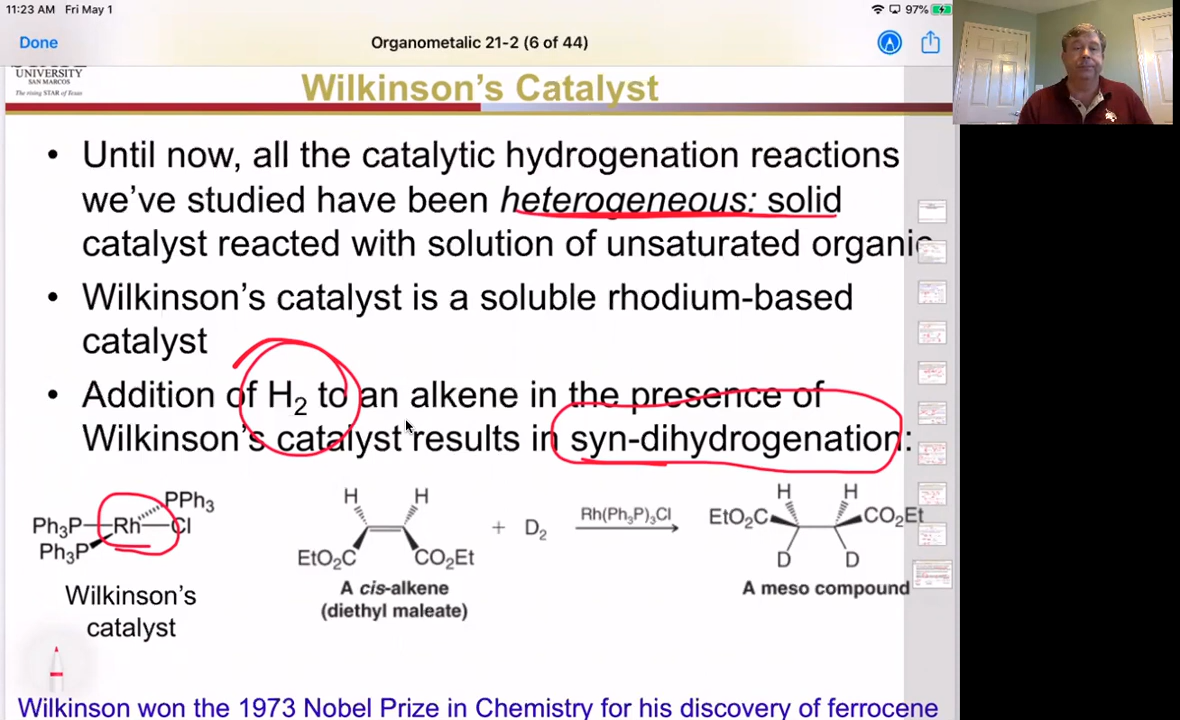 11:23 AM Fri May 1
97%
Done
Organometalic 21-2 (6 of 44)
UNIVERSITY
SAN MARCOS
The rising STAR of Texas
Wilkinson's Catalyst
• Until now, all the catalytic hydrogenation reactions
we've studied have been heterogeneous: solid
catalyst reacted with solution of unsaturated organic
• Wilkinson's catalyst is a soluble rhodium-based
catalyst
• Addition of H₂ to an alkene in the presence of
Wilkinson's catalyst results in syn-dihydrogenation:
PPh₃
Ph₃P Rh Cl
Ph₃P
Wilkinson's
catalyst
H H
EtO₂C CO₂Et
+ D₂
A cis-alkene
(diethyl maleate)
Rh(Ph₃P)₃Cl
H H
EtO₂C CO₂Et
D D
A meso compound
Wilkinson won the 1973 Nobel Prize in Chemistry for his discovery of ferrocene